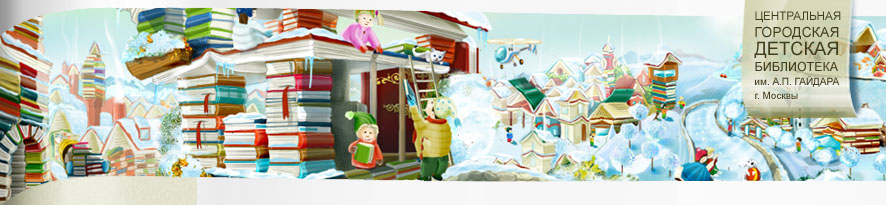 ЦЕНТРАЛЬНАЯ
ГОРОДСКАЯ
ДЕТСКАЯ
БИБЛИОТЕКА
им. А.П. ГАЙДАРА
г. Москвы